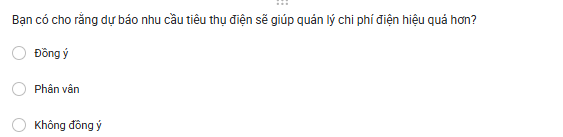 Bạn có cho rằng dự báo nhu cầu tiêu thụ điện sẽ giúp quản lý chi phí điện hiệu quả hơn?
Đồng ý
Phân vân
Không đồng ý